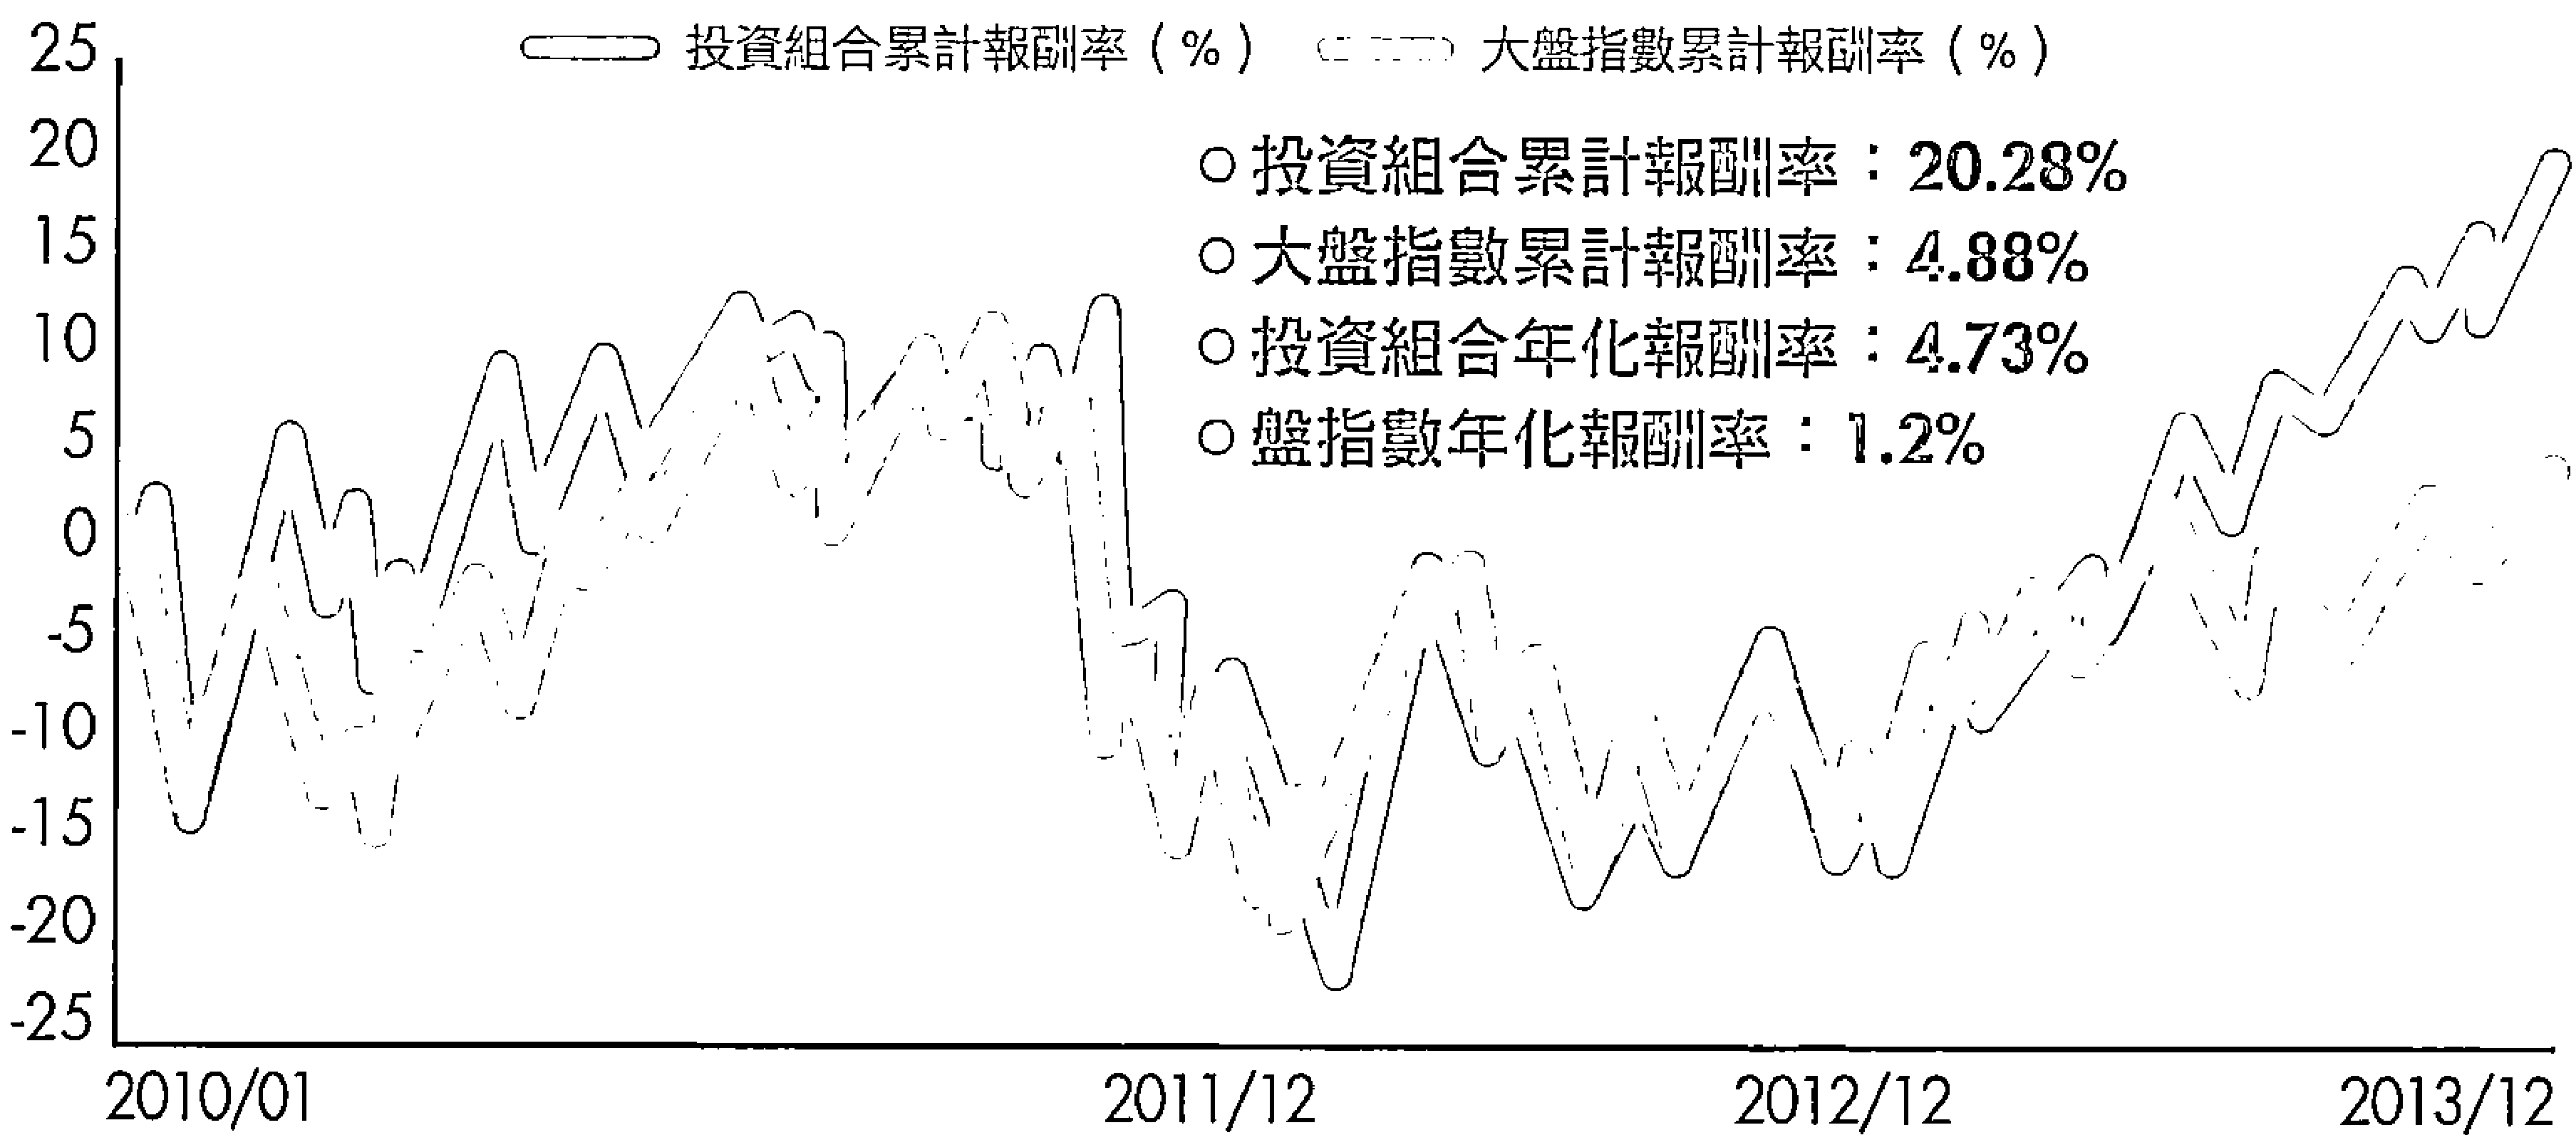 25 投資組合累計報酬率（%） 大盤指數累計報酬率（%）
20
○投資組合累計報酬率：20.28%
15
○大盤指數累計報酬率：4.88%
10
○投資組合年化報酬率：4.73%
5
○盤指數年化報酬率：1.2%
0
-5
-10
-15
-20
-25
2010/01 2011/12 2012/12 2013/12